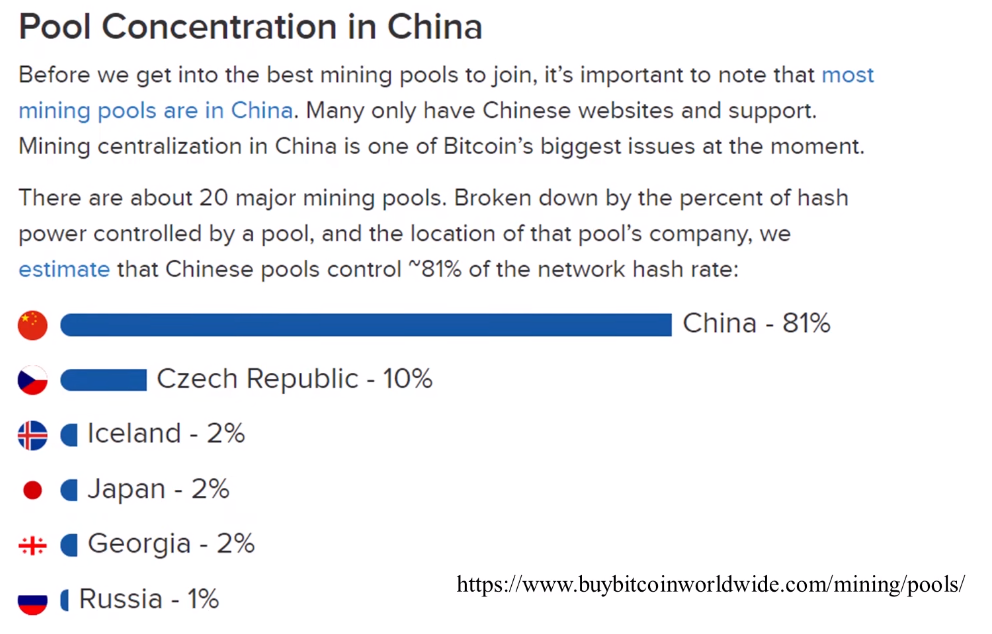 Pool Concentration in China
Before we get into the best mining pools to join, it’s important to note that most
mining pools are in China. Many only have Chinese websites and support.
Mining centralization in China is one of Bitcoin’s biggest issues at the moment.
There are about 20 major mining pools. Broken down by the percent of hash
power controlled by a pool, and the location of that pool’s company, we
estimate that Chinese pools control ~81% of the network hash rate:
China - 81%
Czech Republic - 10%
Iceland - 2%
Japan - 2%
Georgia - 2%
Russia - 1%
https://www.buybitcoinworldwide.com/mining/pools/